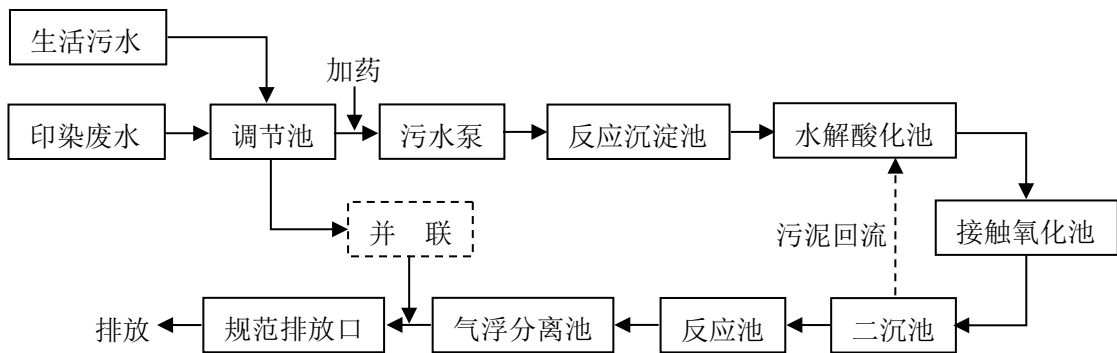 生活污水
加药
印染废水
调节池
污水泵
反应沉淀池
水解酸化池
并 联
污泥回流
接触氧化池
排放
规范排放口
气浮分离池
反应池
二沉池